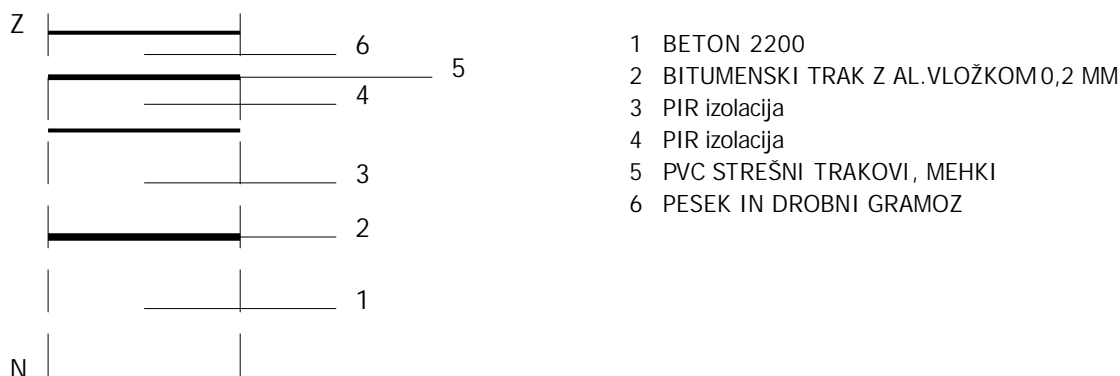 Z
6
5
4
3
2
1
N
1 BETON 2200
2 BITUMENSKI TRAK Z AL.VLOŽKOM 0,2 MM
3 PIR izolacija
4 PIR izolacija
5 PVC STREŠNI TRAKOVI, MEHKI
6 PESEK IN DROBNI GRAMOZ